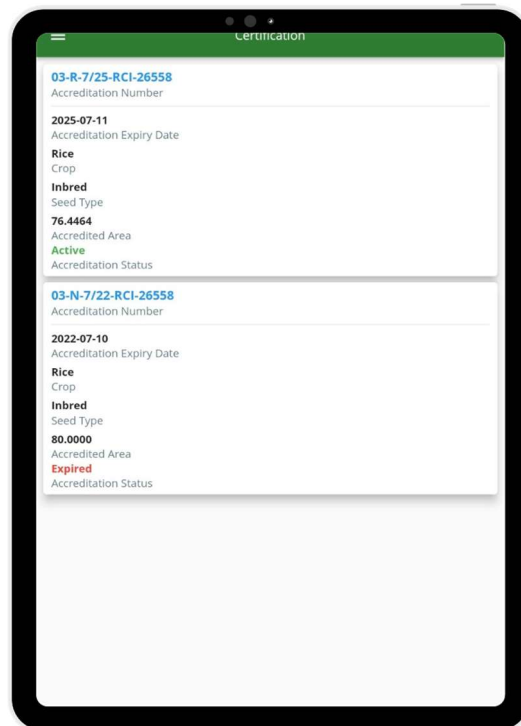 Certification
03-R-7/25-RCI-26558
Accreditation Number
2025-07-11
Accreditation Expiry Date
Rice
Crop
Inbred
Seed Type
76.4464
Accredited Area
Active
Accreditation Status
03-N-7/22-RCI-26558
Accreditation Number
2022-07-10
Accreditation Expiry Date
Rice
Crop
Inbred
Seed Type
80.0000
Accredited Area
Expired
Accreditation Status